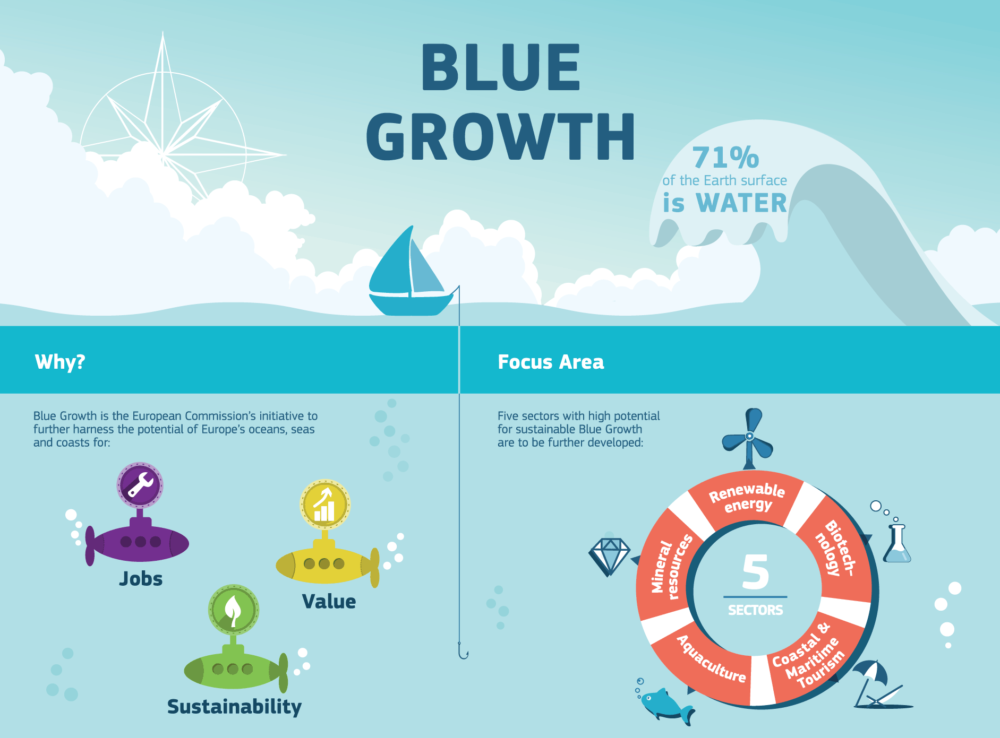 BLUE
GROWTH
71%
of the Earth surface
is WATER
Why?
Focus Area
Blue Growth is the European Commission's initiative to
further harness the potential of Europe's oceans, seas
and coasts for:
Jobs
Value
Sustainability
Five sectors with high potential
for sustainable Blue Growth
are to be further developed:
Renewable
energy
Biotech-
nology
Coastal &
Maritime
Tourism
Aquaculture
Mineral
resources
5
SECTORS